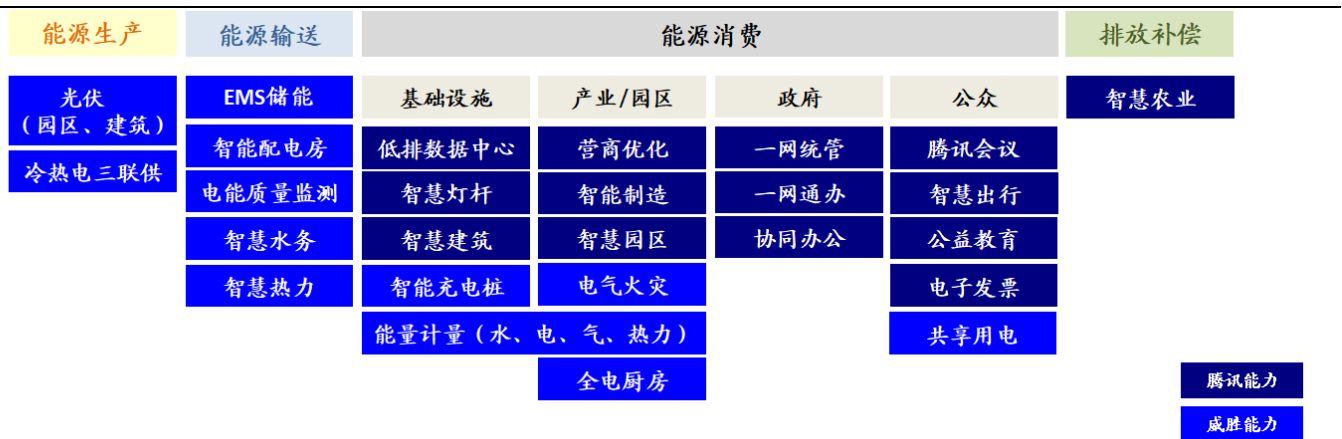 能源生产 能源输送 能源消费 排放补偿
光伏 EMS储能 基础设施 产业/园区 政府 公众 智慧农业
（园区、建筑）
智能配电房 低排数据中心 营商优化 一网统管 腾讯会议
冷热电三联供
电能质量监测 智慧灯杆 智能制造 一网通办 智慧出行
智慧水务 智慧建筑 智慧园区 协同办公 公益教育
智慧热力 智能充电桩 电气火灾 电子发票
能量计量（水、电、气、热力） 共享用电
全电厨房
腾讯能力
威胜能力